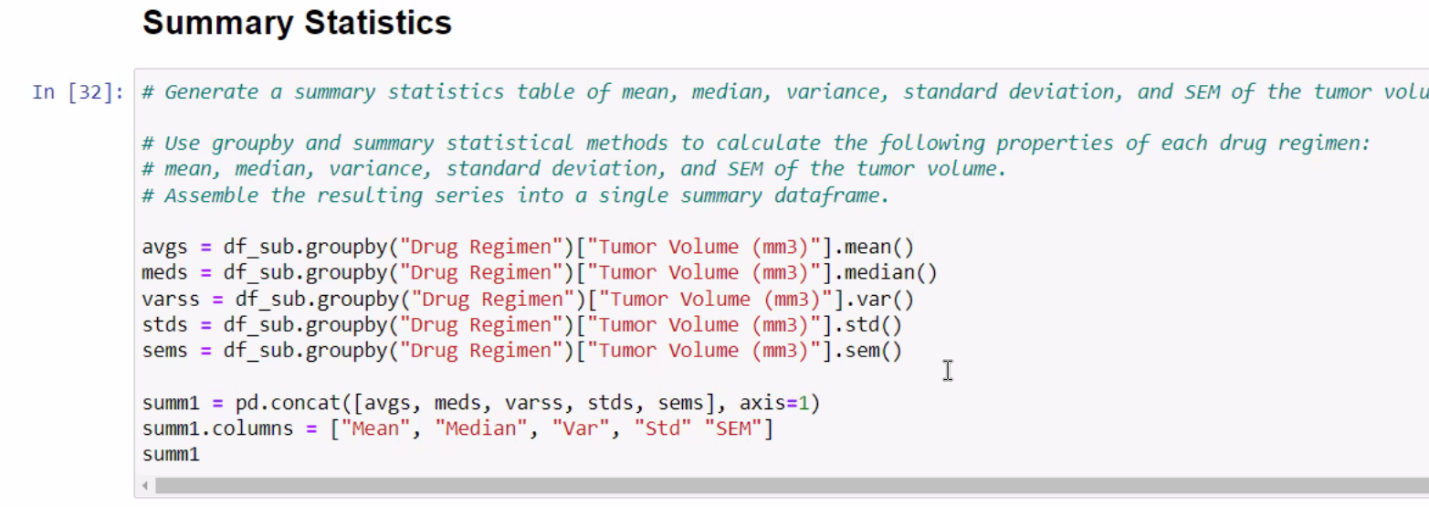 Summary Statistics
In [32]: # Generate a summary statistics table of mean, median, variance, standard deviation, and SEM of the tumor volu
# Use groupby and summary statistical methods to calculate the following properties of each drug regimen:
# mean, median, variance, standard deviation, and SEM of the tumor volume.
# Assemble the resulting series into a single summary dataframe.
avgs = df_sub.groupby("Drug Regimen")["Tumor Volume (mm3)"].mean()
meds = df_sub.groupby("Drug Regimen")["Tumor Volume (mm3)"].median()
varss = df_sub.groupby("Drug Regimen")["Tumor Volume (mm3)"].var()
stds = df_sub.groupby("Drug Regimen")["Tumor Volume (mm3)"].std()
sems = df_sub.groupby("Drug Regimen")["Tumor Volume (mm3)"].sem()
summ1 = pd.concat([avgs, meds, varss, stds, sems], axis=1)
summ1.columns = ["Mean", "Median", "Var", "Std" "SEM"]
summ1